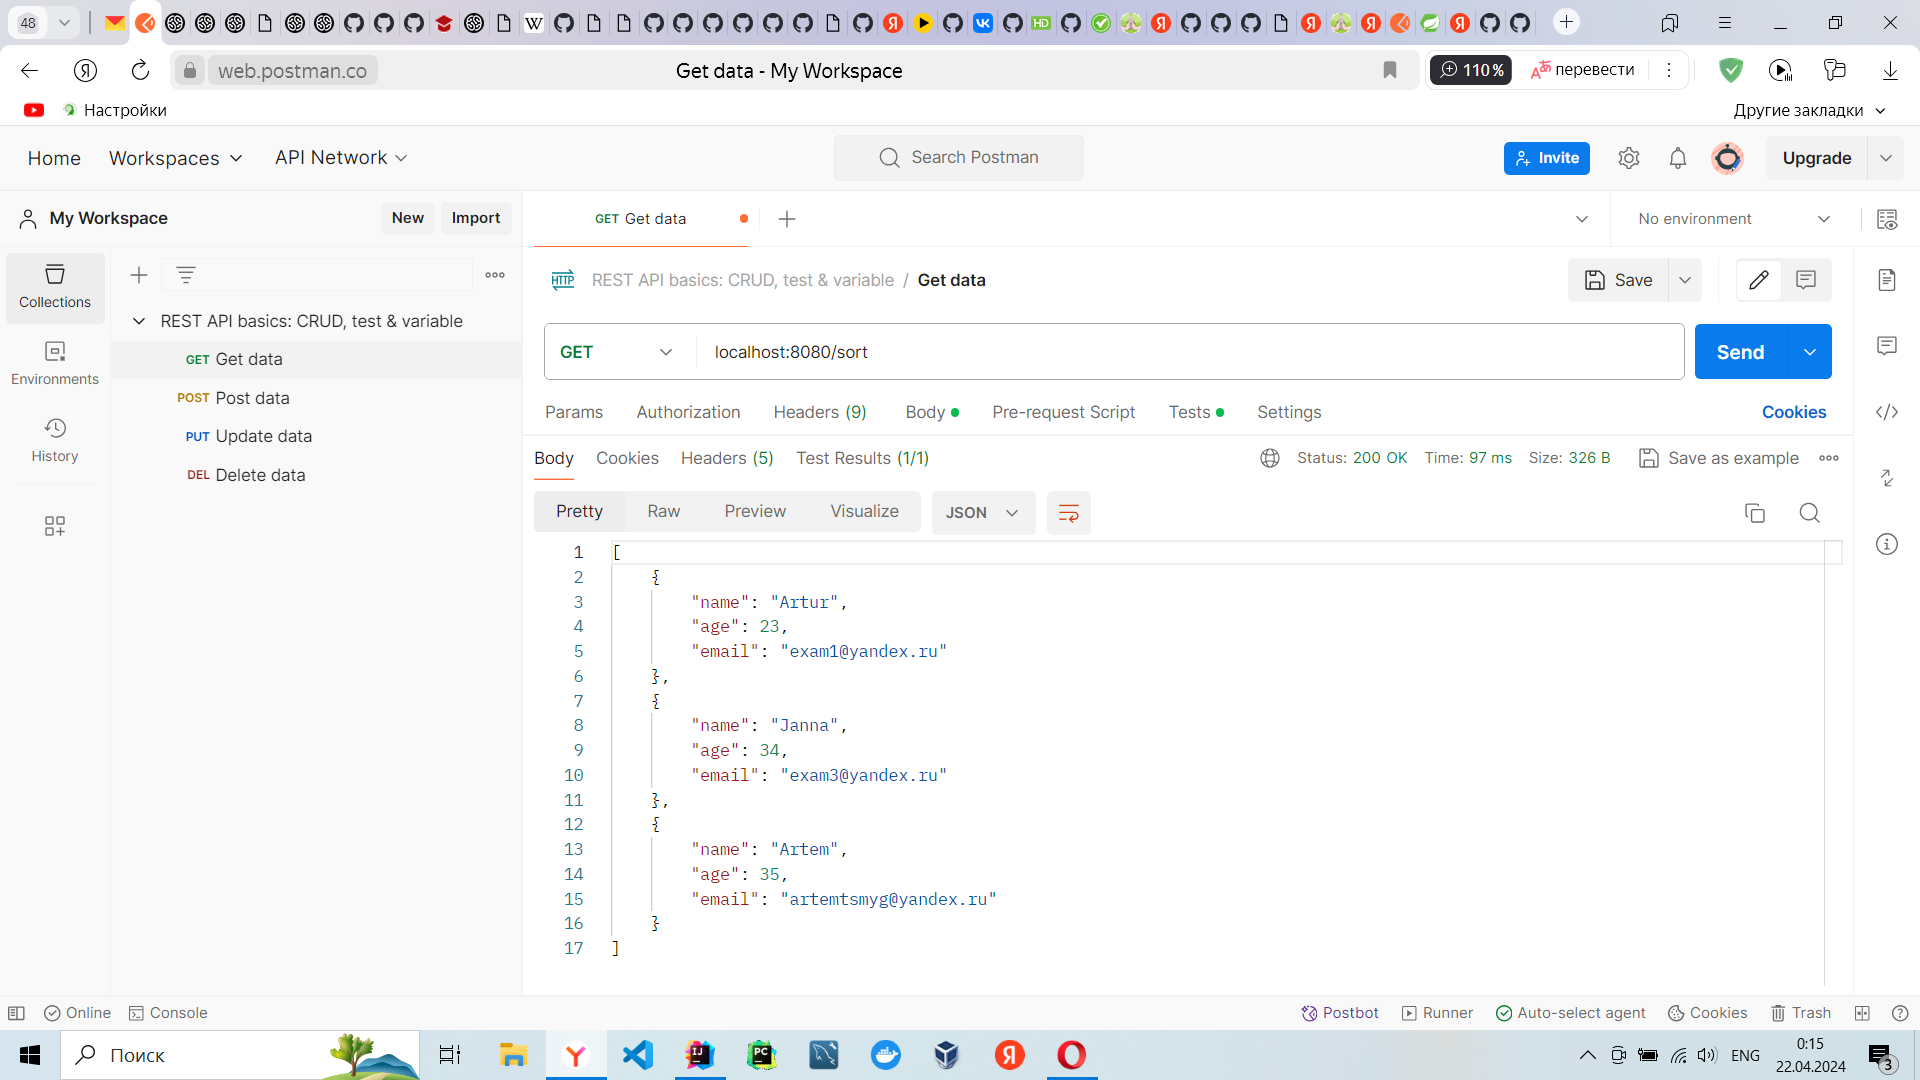 48
web.postman.co
Get data - My Workspace
110 %
перевести
Настройки
Другие закладки
Home
Workspaces
API Network
Search Postman
Invite
Upgrade
My Workspace
New
Import
GET Get data
No environment
Collections
Environments
History
REST API basics: CRUD, test & variable
GET Get data
POST Post data
PUT Update data
DEL Delete data
HTTP
REST API basics: CRUD, test & variable / Get data
Save
GET
localhost:8080/sort
Send
Params
Authorization
Headers (9)
Body
Pre-request Script
Tests
Settings
Cookies
Body
Cookies
Headers (5)
Test Results (1/1)
Status: 200 OK
Time: 97 ms
Size: 326 B
Save as example
Pretty
Raw
Preview
Visualize
JSON
1 [
2 {
3 "name": "Artur",
4 "age": 23,
5 "email": "exam1@yandex.ru"
6 },
7 {
8 "name": "Janna",
9 "age": 34,
10 "email": "exam3@yandex.ru"
11 },
12 {
13 "name": "Artem",
14 "age": 35,
15 "email": "artemtsmyg@yandex.ru"
16 }
17 ]
Online
Console
Postbot
Runner
Auto-select agent
Cookies
Trash
Поиск
ENG
0:15
22.04.2024
3